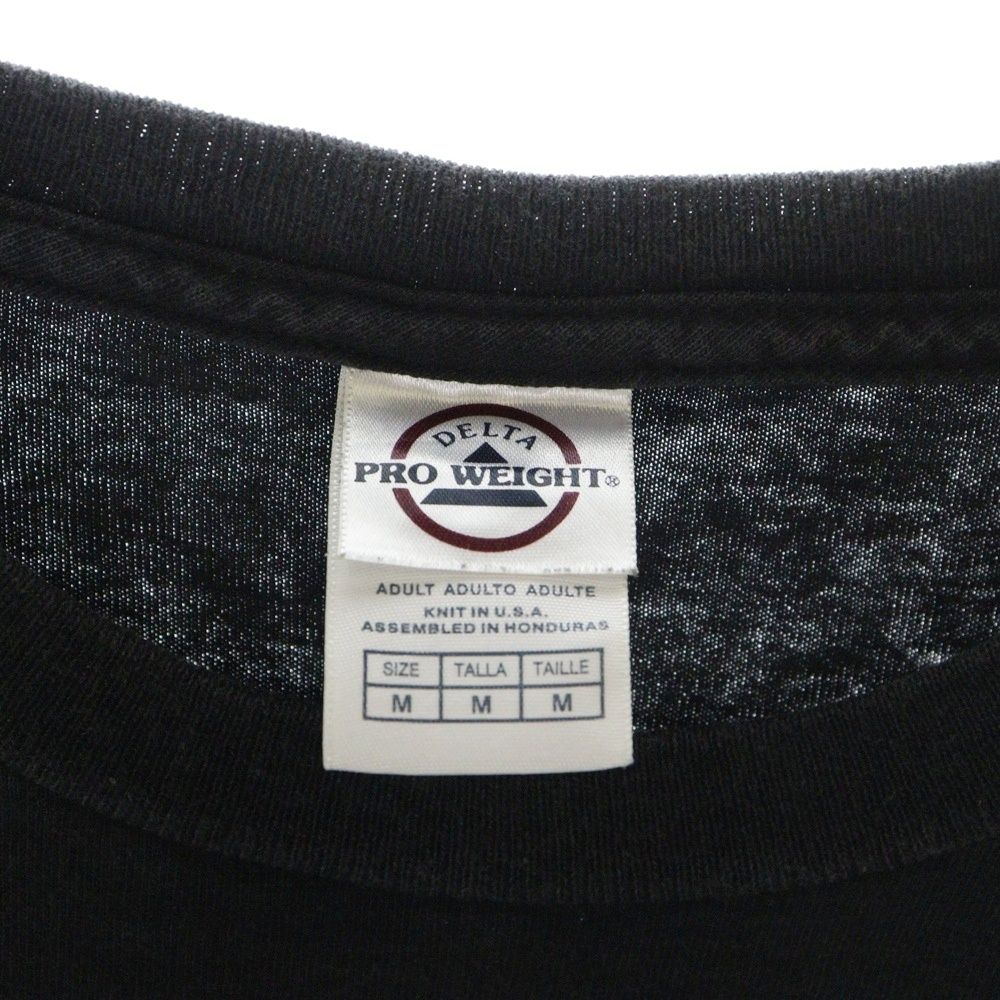 DELTA
PRO WEIGHT®
ADULT ADULTO ADULTE
KNIT IN U.S.A.
ASSEMBLED IN HONDURAS
SIZE TALLA TAILLE
M M M